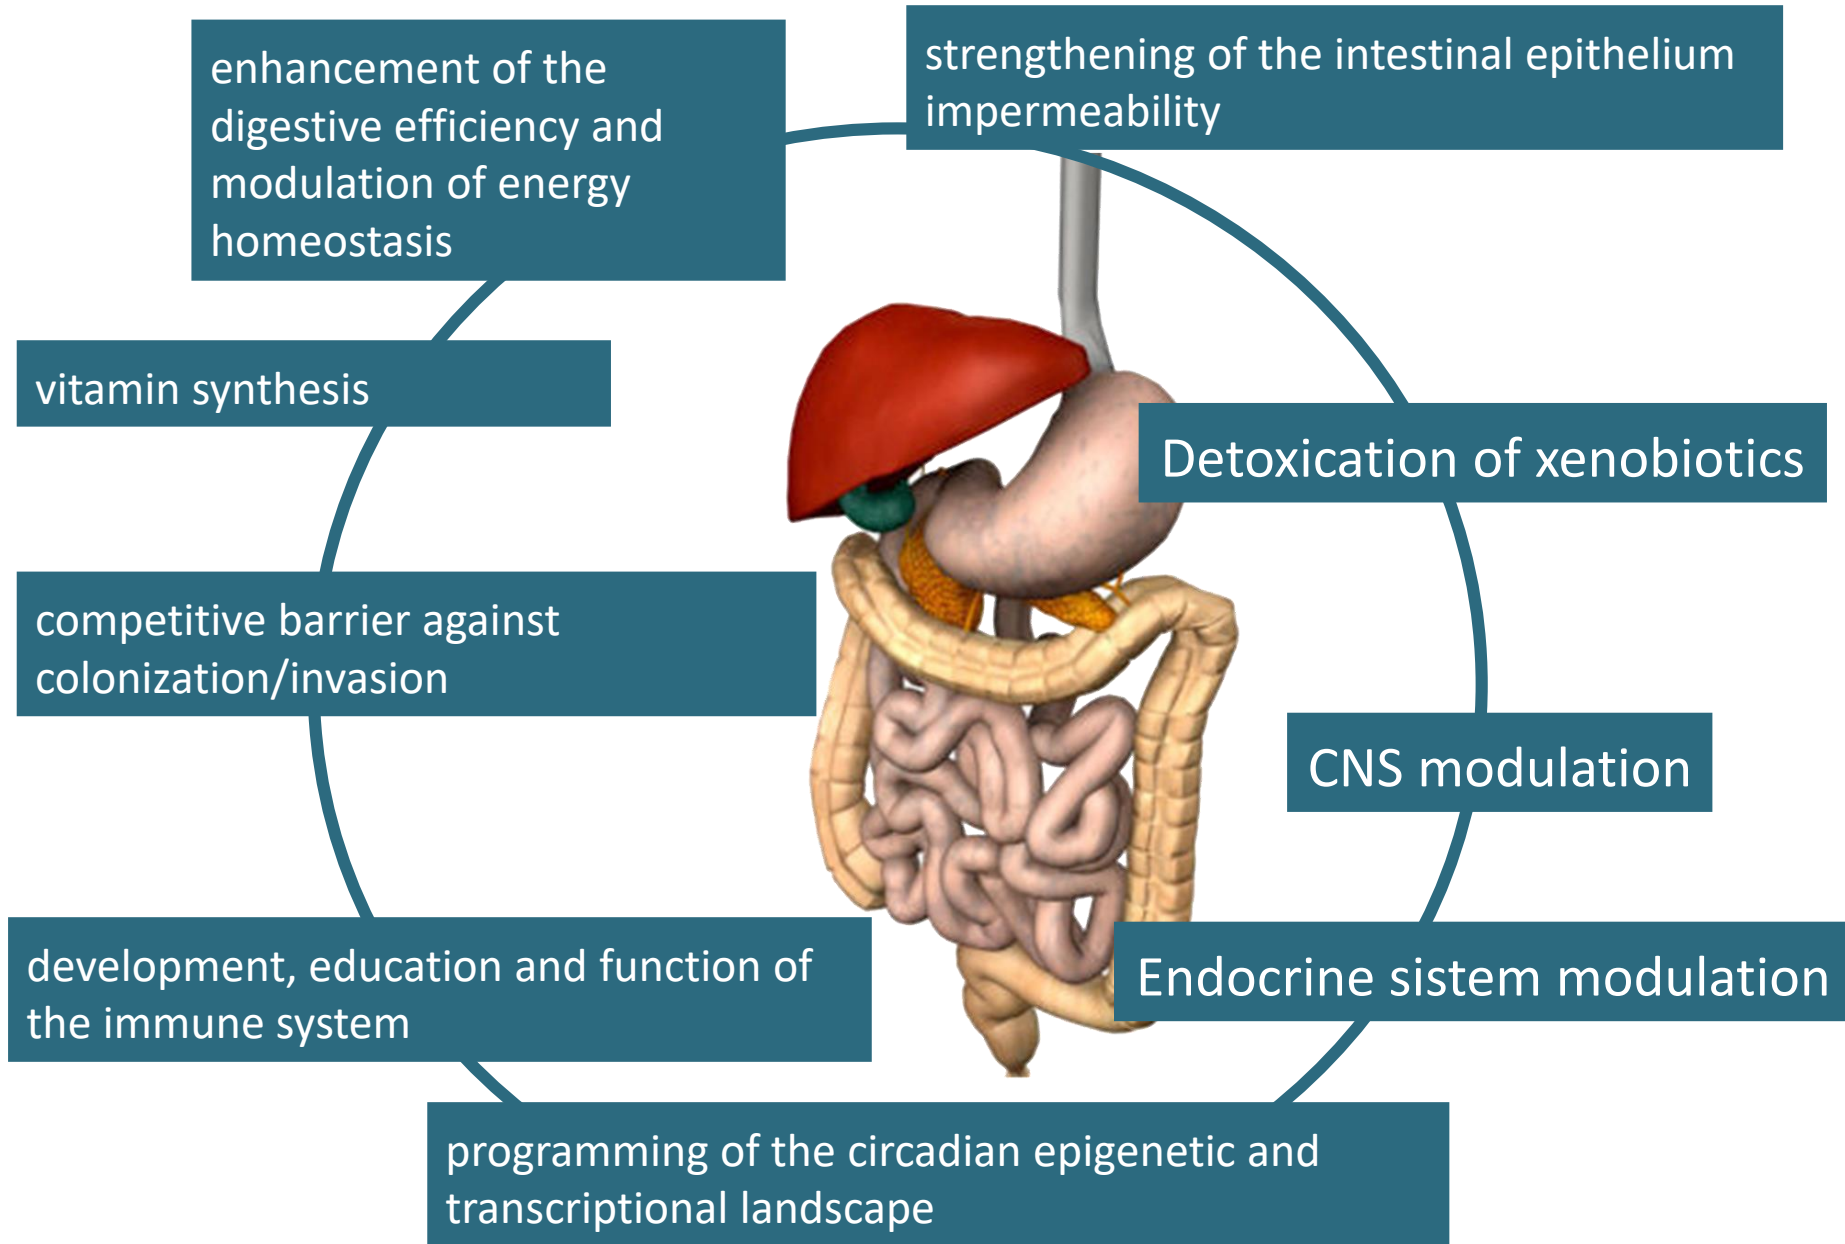 enhancement of the
digestive efficiency and
modulation of energy
homeostasis
strengthening of the intestinal epithelium
impermeability
vitamin synthesis
Detoxication of xenobiotics
competitive barrier against
colonization/invasion
CNS modulation
development, education and function of
the immune system
Endocrine sistem modulation
programming of the circadian epigenetic and
transcriptional landscape